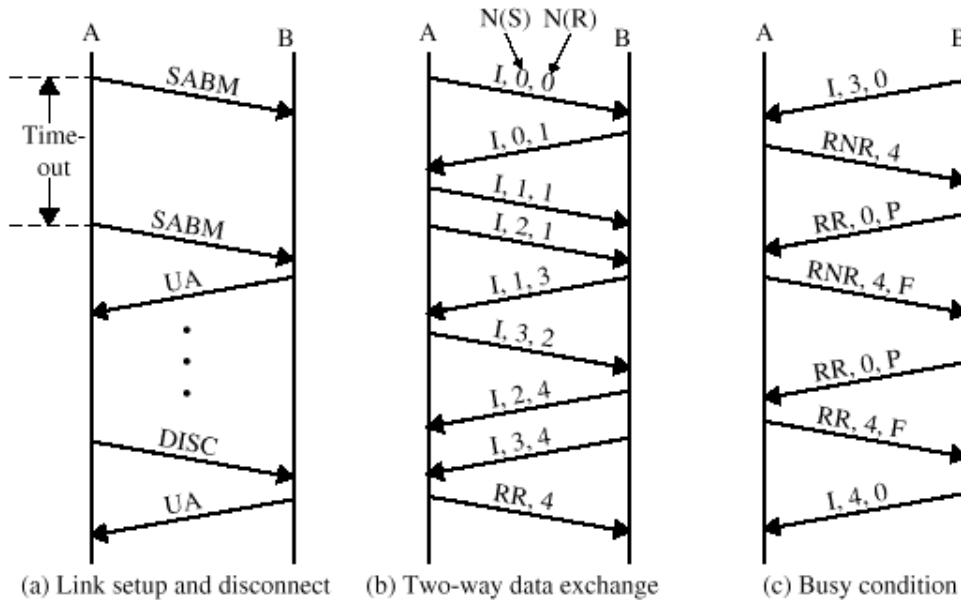 A
B
SABM
Time-
out
SABM
UA
DISC
UA
(a) Link setup and disconnect
N(S) N(R)
A
B
I, 0, 0
I, 0, 1
I, 1, 1
I, 2, 1
I, 1, 3
I, 3, 2
I, 2, 4
I, 3, 4
RR, 4
(b) Two-way data exchange
A
I, 3, 0
RNR, 4
RR, 0, P
RNR, 4, F
RR, 0, P
RR, 4, F
I, 4, 0
(c) Busy condition